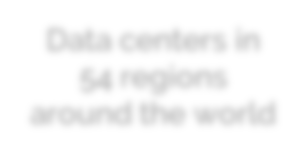 Data centers in
54 regions
around the world